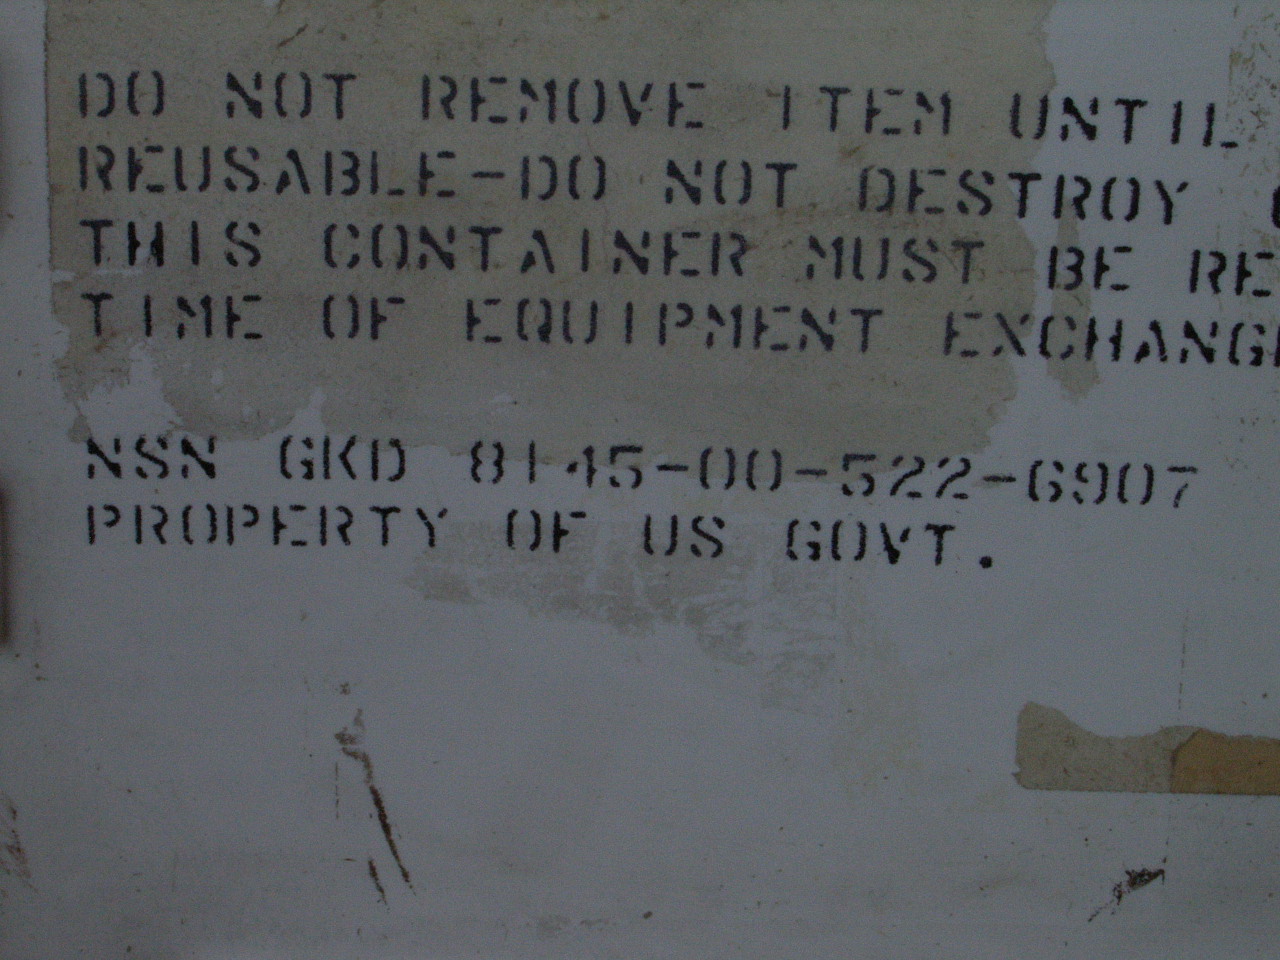 DO NOT REMOVE ITEM UNTIL
REUSABLE-DO NOT DESTROY
THIS CONTAINER MUST BE RE
TIME OF EQUIPMENT EXCHANG
NSN GKD 8145-00-522-6907
PROPERTY OF US GOVT.